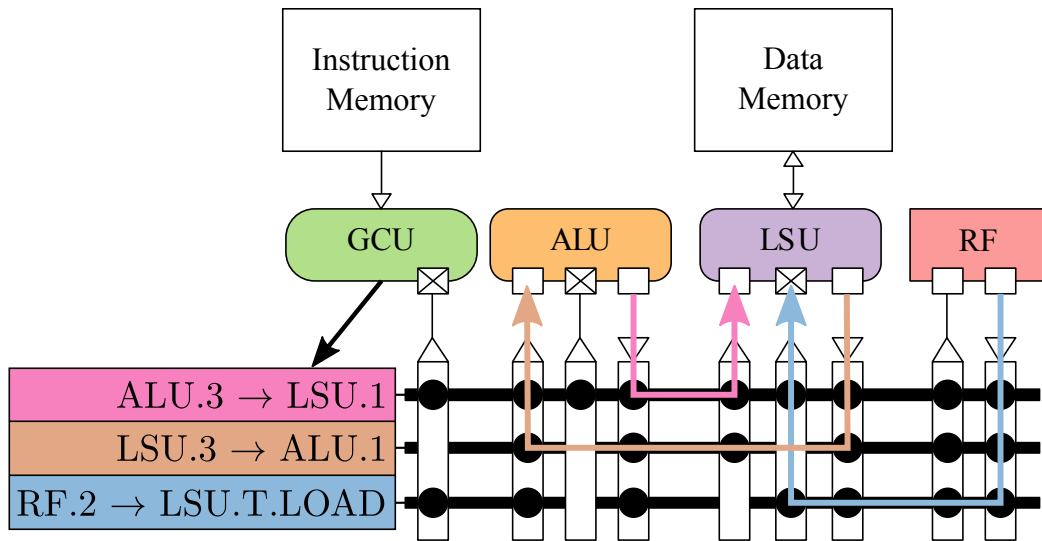 Instruction
Memory
Data
Memory
GCU
ALU
LSU
RF
ALU.3 → LSU.1
LSU.3 → ALU.1
RF.2 → LSU.T.LOAD